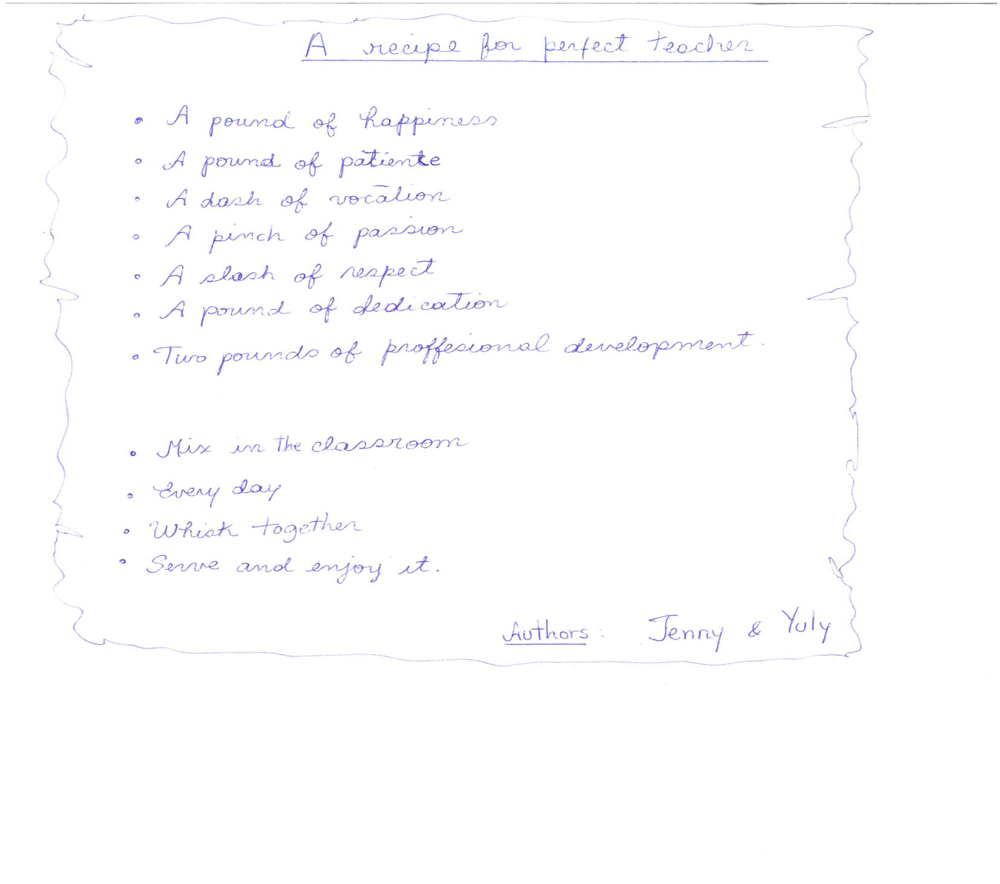 A recipe for perfect teacher
• A pound of happiness
• A pound of patiente
• A dash of vocation
• A pinch of passion
• A slash of respect
• A pound of dedication
• Two pounds of proffesional development.
• Mix in the classroom
• Every day
• Whisk together
• Serve and enjoy it.
Authors: Jenny & Yuly